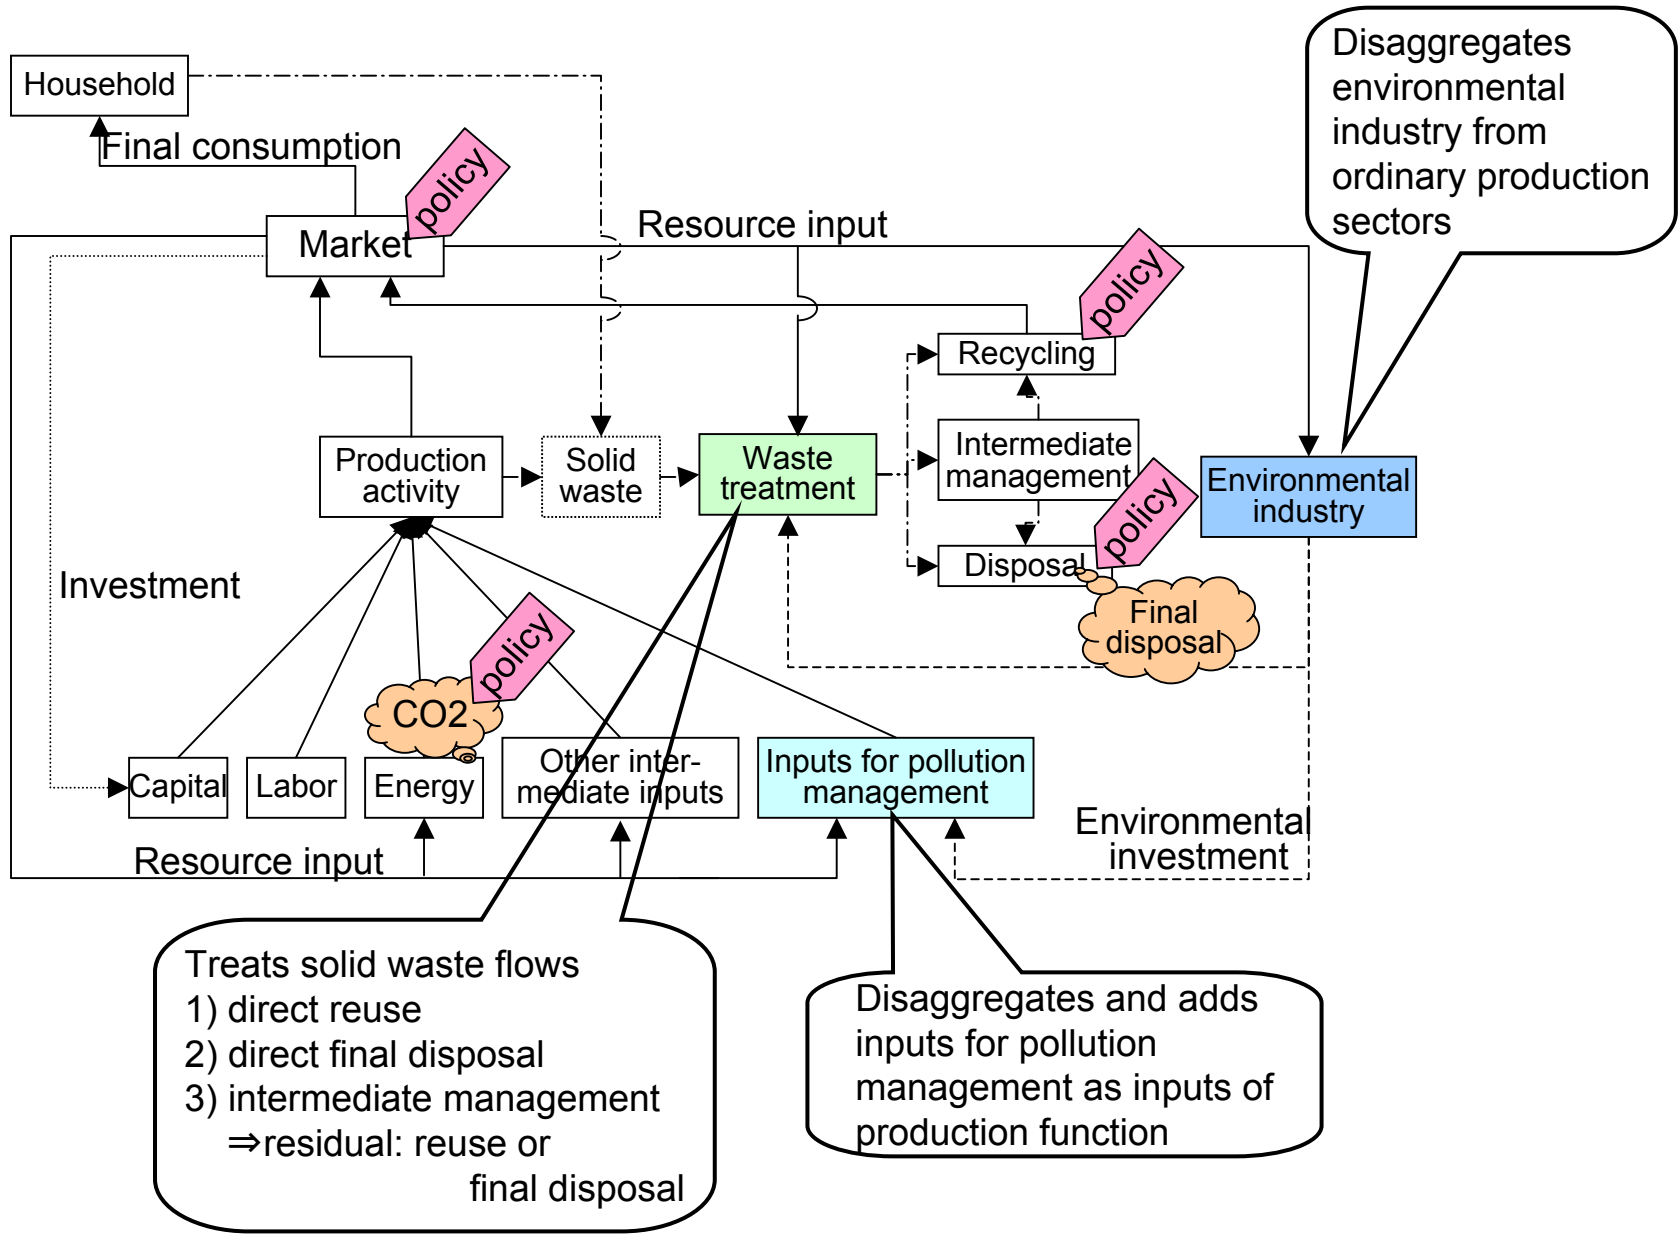 Household
Final consumption
policy
Market
Resource input
Disaggregates
environmental
industry from
ordinary production
sectors
policy
Recycling
Production
activity
Solid
waste
Waste
treatment
Intermediate
management
policy
Environmental
industry
Disposal
Final
disposal
Investment
policy
CO2
Capital
Labor
Energy
Other inter-
mediate inputs
Inputs for pollution
management
Environmental
investment
Resource input
Treats solid waste flows
1) direct reuse
2) direct final disposal
3) intermediate management
⇒residual: reuse or
final disposal
Disaggregates and adds
inputs for pollution
management as inputs of
production function